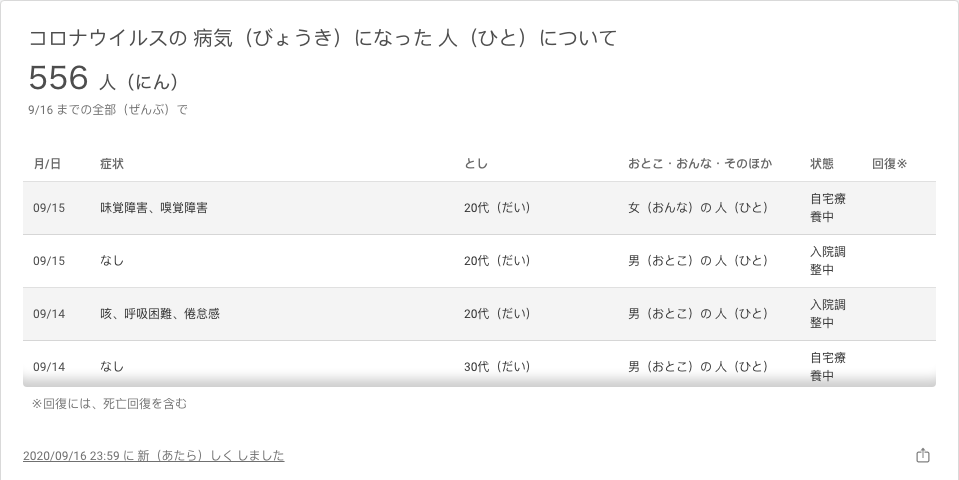 コロナウイルスの 病気（びょうき）になった 人（ひと）について
556 人（にん）
9/16 までの全部（ぜんぶ）で
月/日 症状 とし おとこ・おんな・そのほか 状態 回復※
09/15 味覚障害、嗅覚障害 20代（だい） 女（おんな）の 人（ひと） 自宅療
養中
09/15 なし 20代（だい） 男（おとこ）の 人（ひと） 入院調
整中
09/14 咳、呼吸困難、倦怠感 20代（だい） 男（おとこ）の 人（ひと） 入院調
整中
09/14 なし 30代（だい） 男（おとこ）の 人（ひと） 自宅療
養中
※回復には、死亡回復を含む
2020/09/16 23:59 に 新（あたら）しく しました